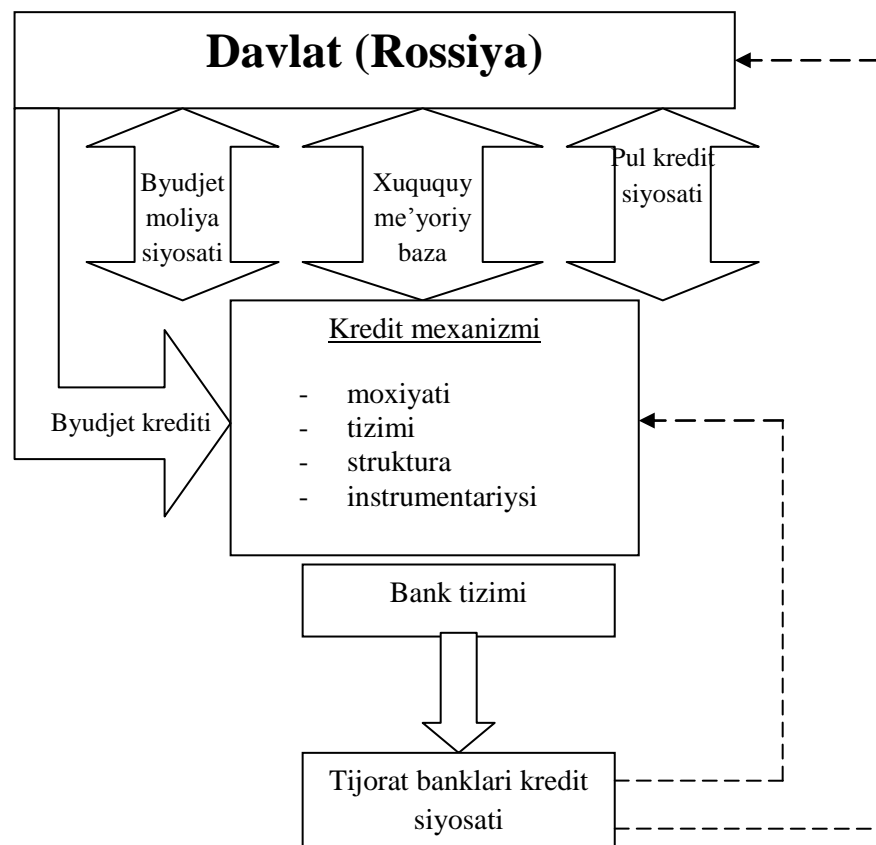 Davlat (Rossiya)
Byudjet
moliya
siyosati
Xuququy
me’yoriy
baza
Pul kredit
siyosati
Kredit mexanizmi
- moxiyati
- tizimi
- struktura
- instrumentariysi
Byudjet krediti
Bank tizimi
Tijorat banklari kredit
siyosati